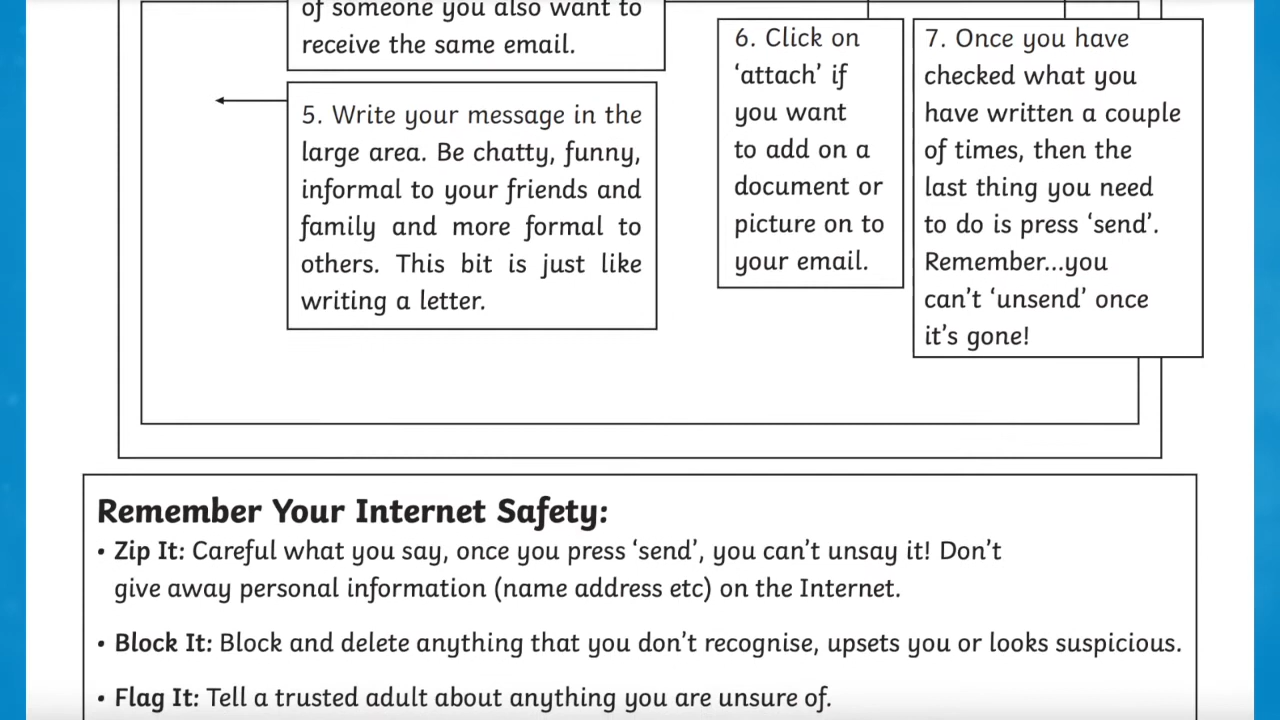 of someone you also want to
receive the same email.
5. Write your message in the
large area. Be chatty, funny,
informal to your friends and
family and more formal to
others. This bit is just like
writing a letter.
6. Click on
‘attach’ if
you want
to add on a
document or
picture on to
your email.
7. Once you have
checked what you
have written a couple
of times, then the
last thing you need
to do is press ‘send’.
Remember...you
can’t ‘unsend’ once
it’s gone!
Remember Your Internet Safety:
• Zip It: Careful what you say, once you press ‘send’, you can’t unsay it! Don’t
give away personal information (name address etc) on the Internet.
• Block It: Block and delete anything that you don’t recognise, upsets you or looks suspicious.
• Flag It: Tell a trusted adult about anything you are unsure of.